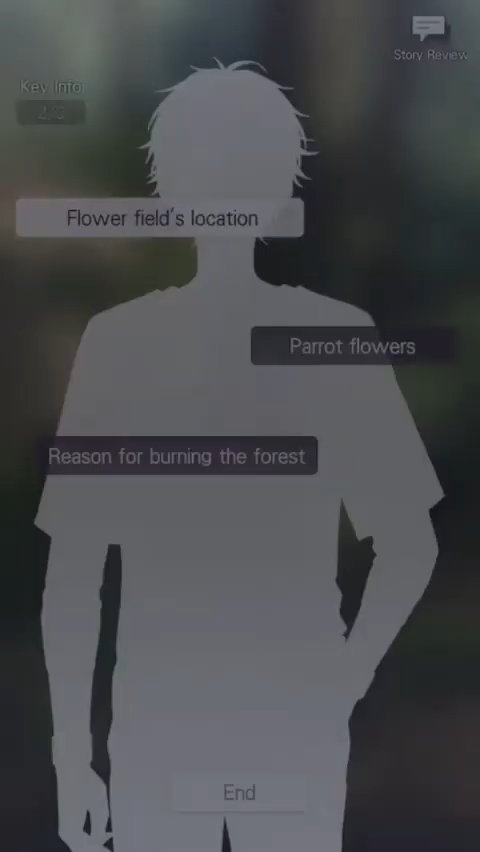 Story Review
Key Info
Flower field's location
Parrot flowers
Reason for burning the forest
End